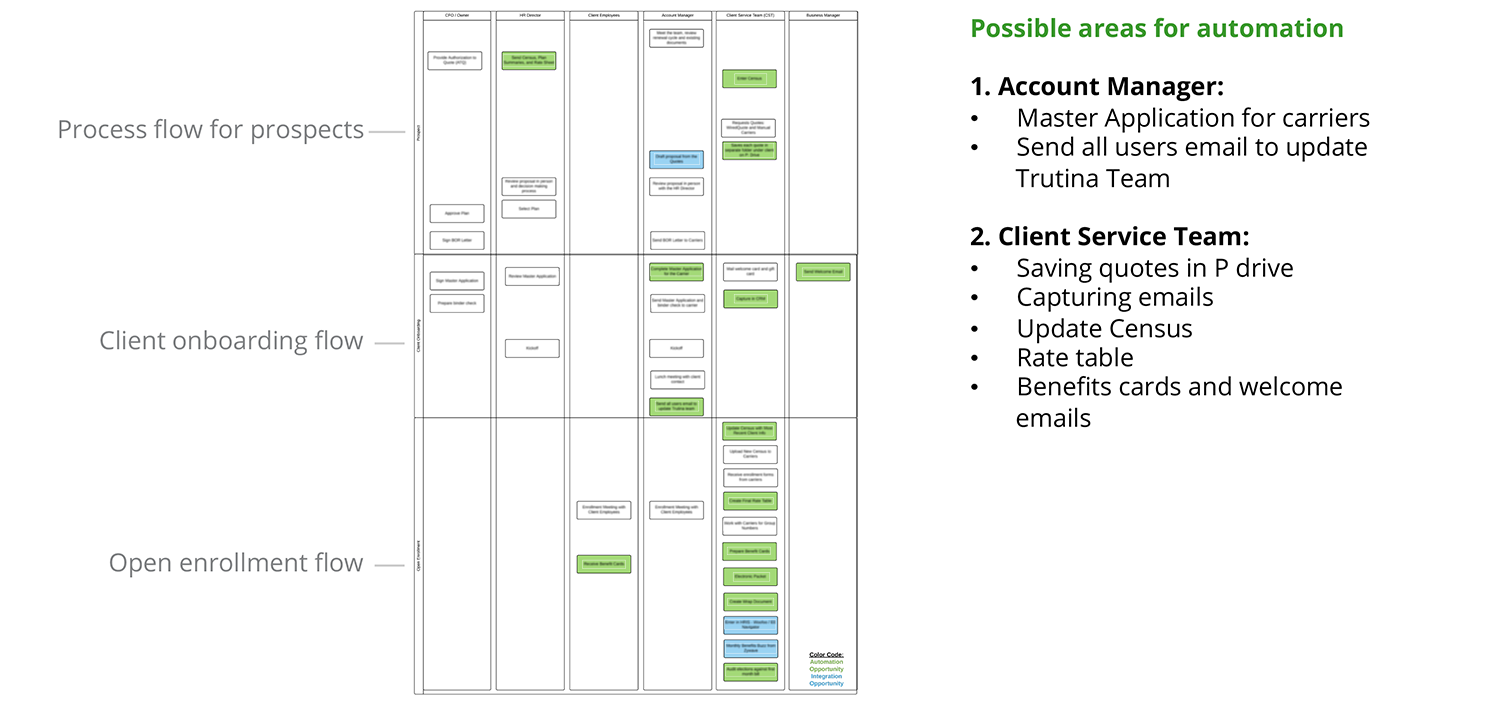 CFO / Owner
HR Director
Client Employees
Account Manager
Client Service Team (CST)
Business Manager
Process flow for prospects
Prospect
Meet the team, review
renewal cycle and existing
documents
Provide Authorization to
Quote (RTQ)
Send Census, Plan
Summaries, and Rate Sheet
Enter Census
Requests Quotes
WiredQuote and Manual
Carriers
Saves each quote in
separate folder under client
on P: Drive
Draft proposal from the
Quotes
Review proposal in person
and decision making
process
Review proposal in person
with the HR Director
Select Plan
Approve Plan
Sign BOR Letter
Send BOR Letter to Carriers
Client onboarding flow
Client Onboarding
Sign Master Application
Review Master Application
Complete Master Application
for the Carrier
Mail welcome card and gift
card
Send Welcome Email
Prepare binder check
Send Master Application and
binder check to carrier
Capture in CRM
Kickoff
Kickoff
Lunch meeting with client
contact
Send all users email to
update Trutina team
Open enrollment flow
Open Enrollment
Update Census with Most
Recent Client Info
Upload New Census to
Carriers
Receive enrollment forms
from carriers
Create Final Rate Table
Enrollment Meeting with
Client Employees
Enrollment Meeting with
Client Employees
Work with Carriers for Group
Numbers
Prepare Benefit Cards
Receive Benefit Cards
Electronic Packet
Create Wrap Document
Enter in HRIS -
Navigator
Monthly Benefits Buzz from
Audit elections against first
month bill
Color Code:
Automation
Opportunity
Integration
Opportunity
Possible areas for automation
1. Account Manager:
• Master Application for carriers
• Send all users email to update
Trutina Team
2. Client Service Team:
• Saving quotes in P drive
• Capturing emails
• Update Census
• Rate table
• Benefits cards and welcome
emails